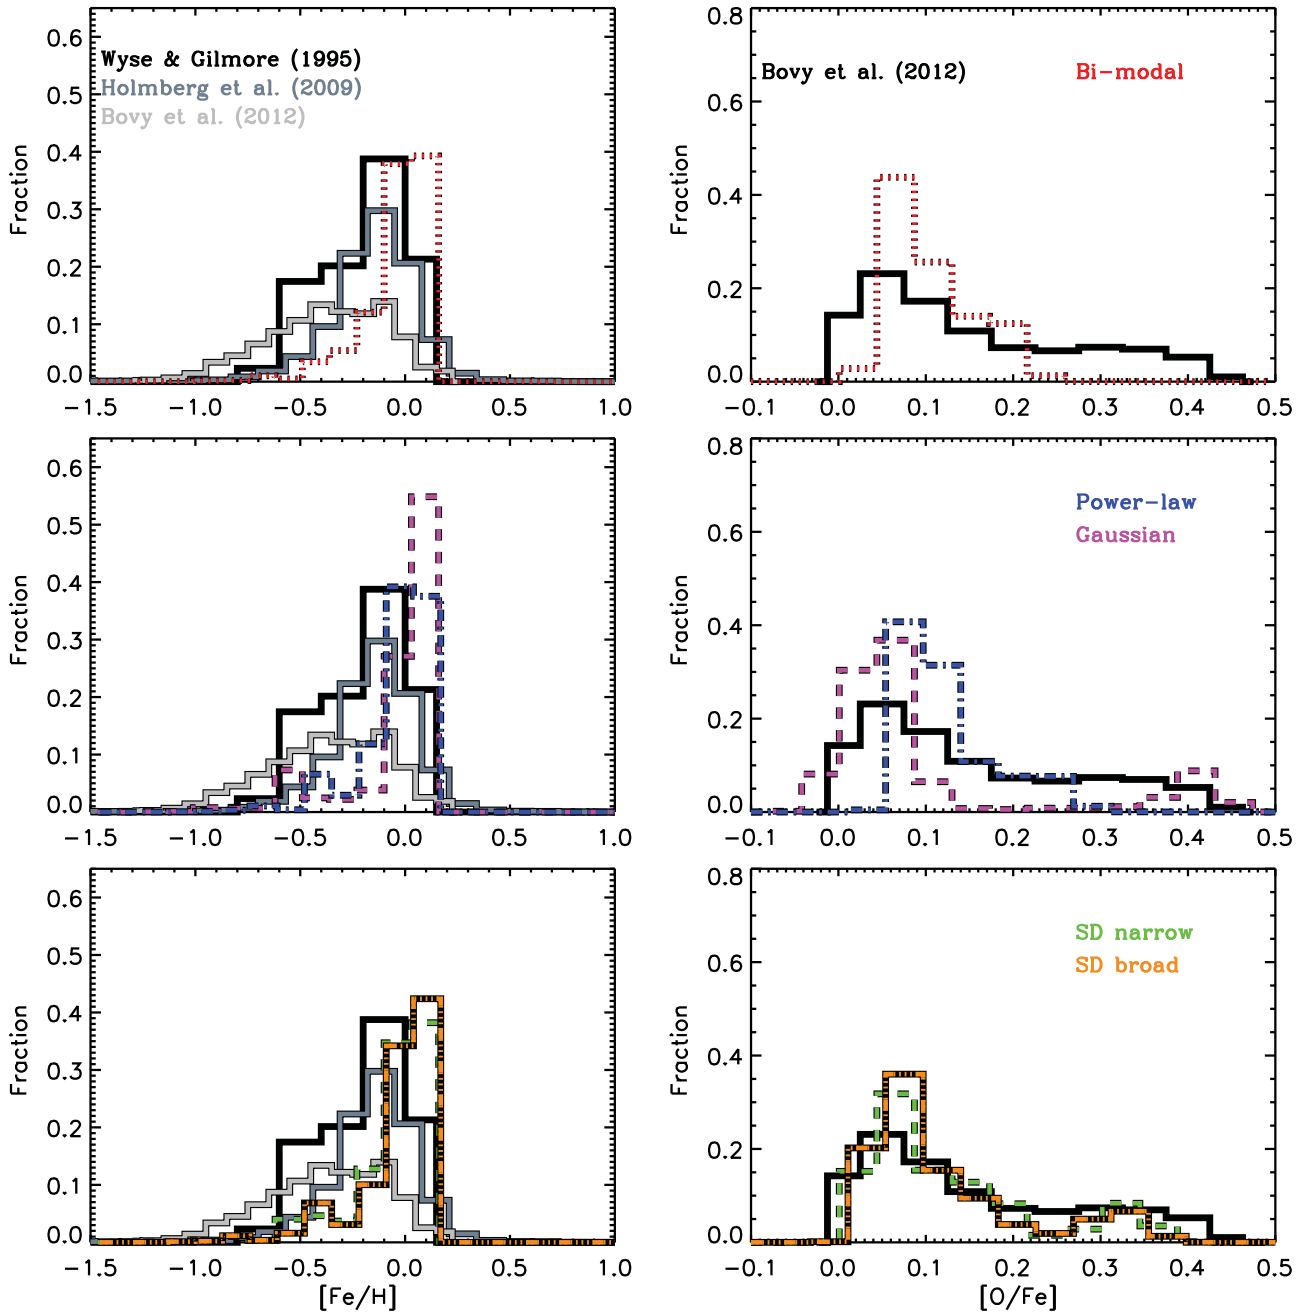 0.6
0.5
0.4
0.3
0.2
0.1
0.0
Fraction
Wyse & Gilmore (1995)
Holmberg et al. (2009)
Bovy et al. (2012)
-1.5 -1.0 -0.5 0.0 0.5 1.0
0.8
0.6
0.4
0.2
0.0
Fraction
Bovy et al. (2012) Bi-modal
-0.1 0.0 0.1 0.2 0.3 0.4 0.5
0.6
0.5
0.4
0.3
0.2
0.1
0.0
Fraction
-1.5 -1.0 -0.5 0.0 0.5 1.0
0.8
0.6
0.4
0.2
0.0
Fraction
Power-law
Gaussian
-0.1 0.0 0.1 0.2 0.3 0.4 0.5
0.6
0.5
0.4
0.3
0.2
0.1
0.0
Fraction
-1.5 -1.0 -0.5 0.0 0.5 1.0
[Fe/H]
0.8
0.6
0.4
0.2
0.0
Fraction
SD narrow
SD broad
-0.1 0.0 0.1 0.2 0.3 0.4 0.5
[O/Fe]